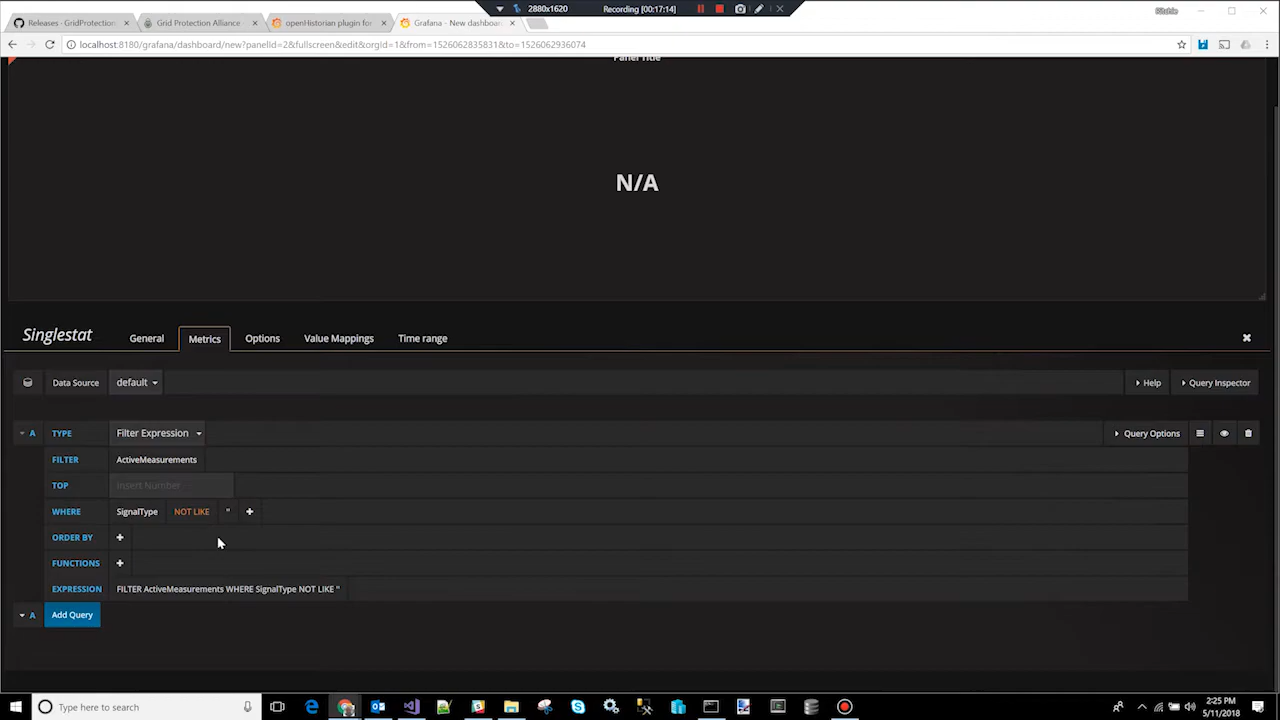 2880x1620 Recording [00:17:14]
Releases - GridProtection
Grid Protection Alliance
openHistorian plugin for
Grafana - New dashboard
Ritchie
localhost:8180/grafana/dashboard/new?panelId=2&fullscreen&edit&orgId=1&from=1526062835831&to=1526062936074
Panel Title
N/A
Singlestat General Metrics Options Value Mappings Time range
Data Source default Help Query Inspector
A TYPE Filter Expression Query Options
FILTER ActiveMeasurements
TOP Insert Number
WHERE SignalType NOT LIKE '' +
ORDER BY +
FUNCTIONS +
EXPRESSION FILTER ActiveMeasurements WHERE SignalType NOT LIKE ''
A Add Query
Type here to search
2:25 PM
5/11/2018